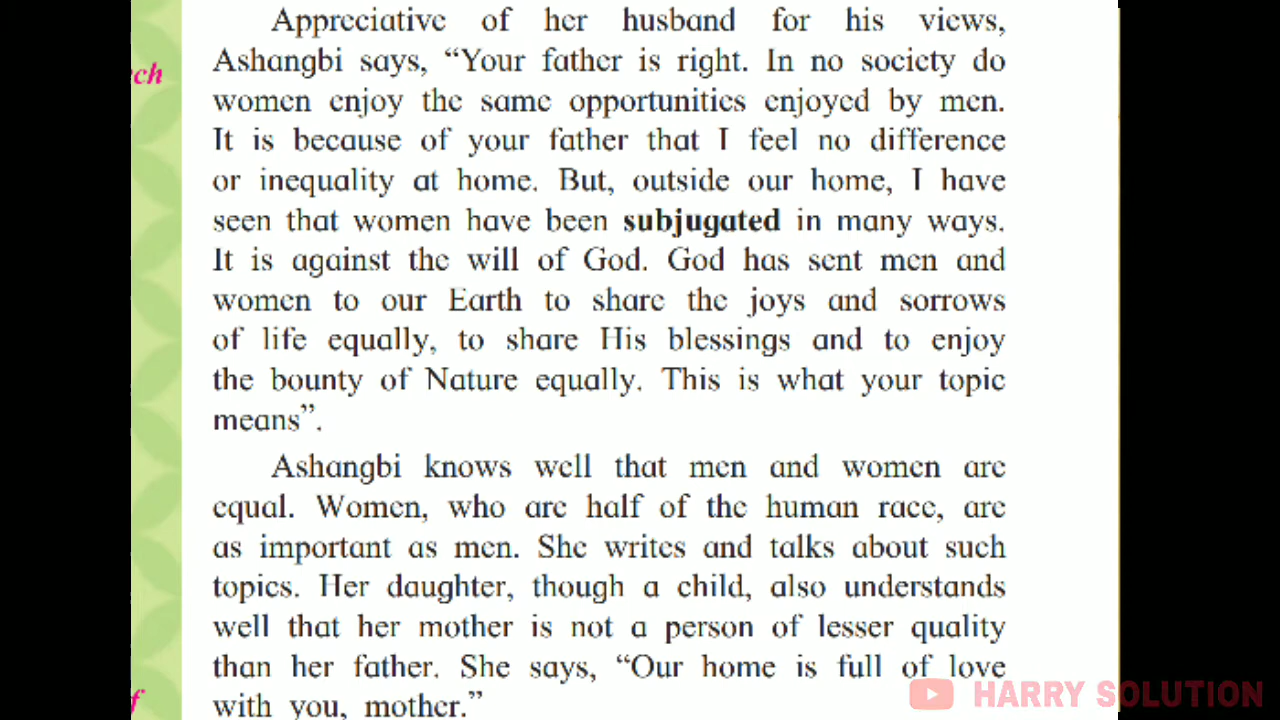 Appreciative of her husband for his views,
ch
Ashangbi says, “Your father is right. In no society do
women enjoy the same opportunities enjoyed by men.
It is because of your father that I feel no difference
or inequality at home. But, outside our home, I have
seen that women have been subjugated in many ways.
It is against the will of God. God has sent men and
women to our Earth to share the joys and sorrows
of life equally, to share His blessings and to enjoy
the bounty of Nature equally. This is what your topic
means”.
Ashangbi knows well that men and women are
equal. Women, who are half of the human race, are
as important as men. She writes and talks about such
topics. Her daughter, though a child, also understands
well that her mother is not a person of lesser quality
than her father. She says, “Our home is full of love
f
with you, mother.”
HARRY SOLUTION